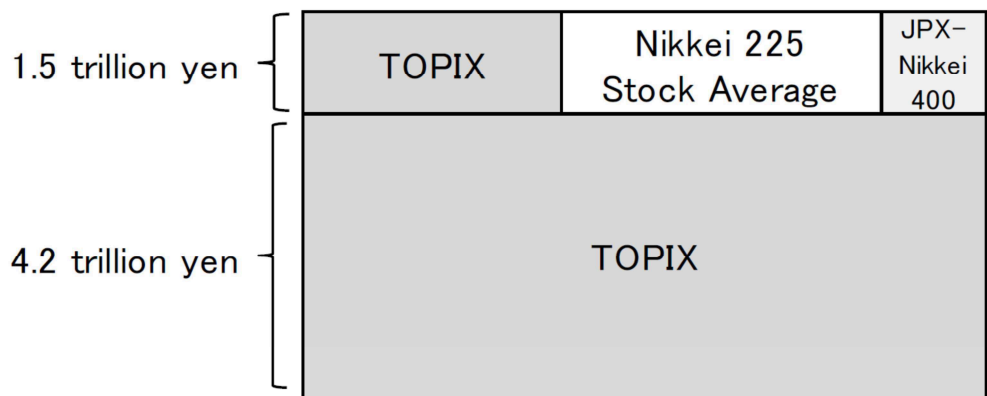 1.5 trillion yen
TOPIX
Nikkei 225
Stock Average
JPX-
Nikkei
400
4.2 trillion yen
TOPIX